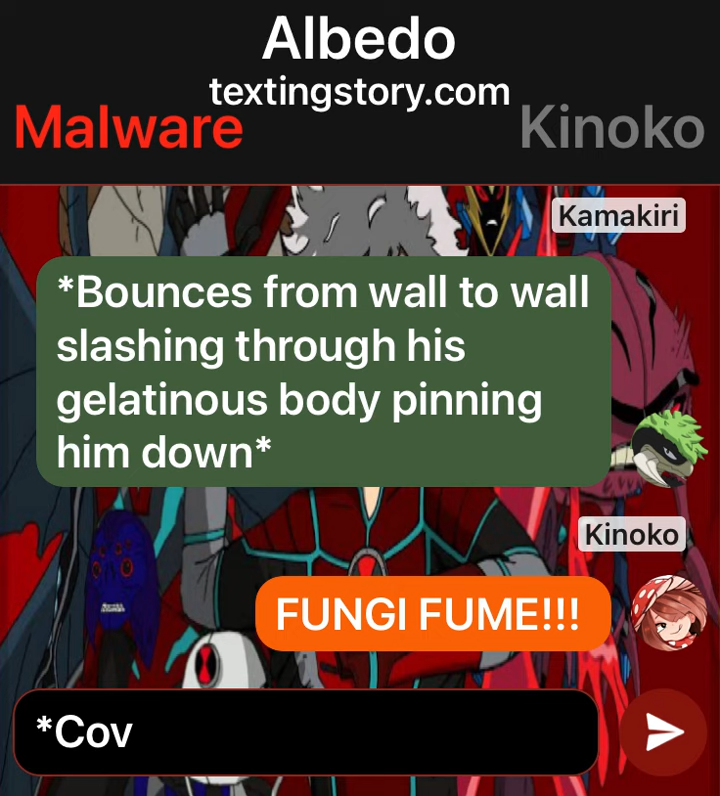 Albedo
textingstory.com
Malware Kinoko
Kamakiri
*Bounces from wall to wall
slashing through his
gelatinous body pinning
him down*
Kinoko
FUNGI FUME!!!
*Cov